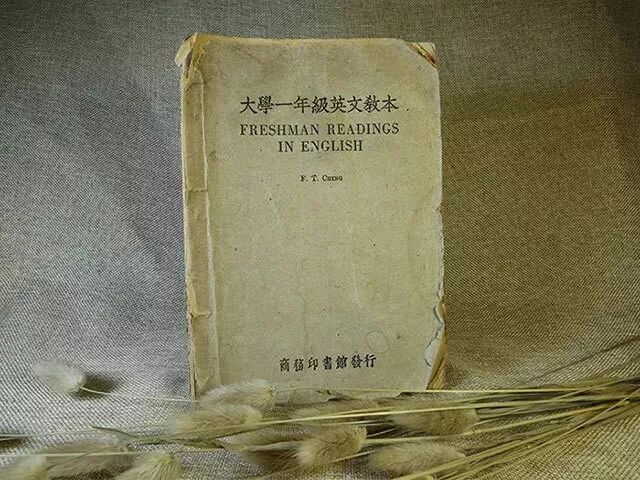 大學一年級英文教本
FRESHMAN READINGS
IN ENGLISH
F. T. CHENG
商務印書館發行